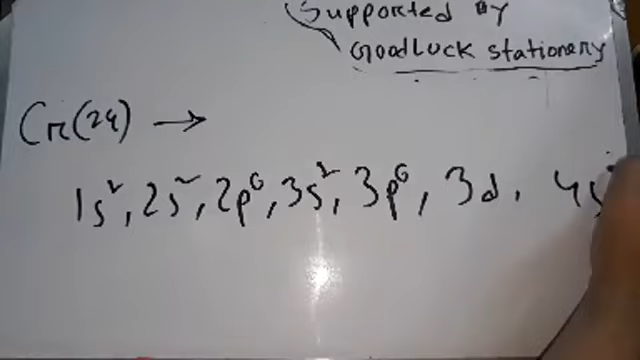 Supported by
Goodluck stationery
Cr(24) →
1s², 2s², 2p⁶, 3s², 3p⁶, 3d, 4s